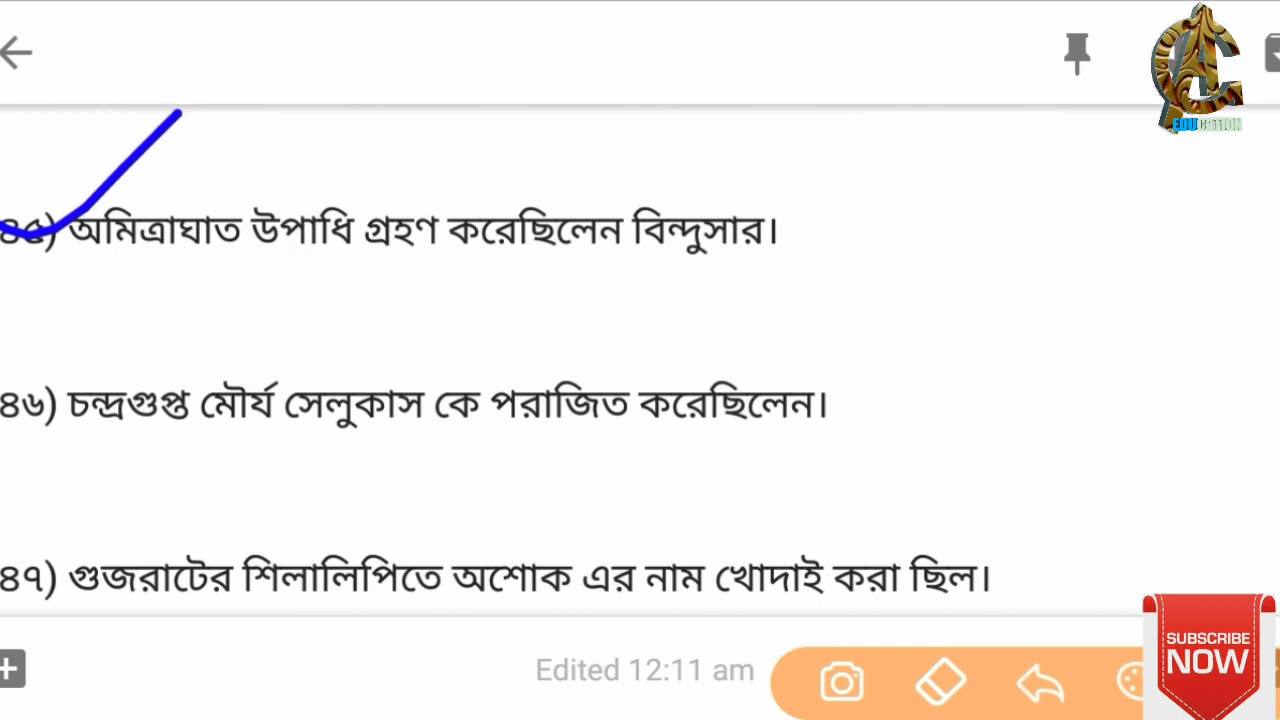 EDUCATION
৪৫) অমিত্রাঘাত উপাধি গ্রহণ করেছিলেন বিন্দুসার।
৪৬) চন্দ্রগুপ্ত মৌর্য সেলুকাস কে পরাজিত করেছিলেন।
৪৭) গুজরাটের শিলালিপিতে অশোক এর নাম খোদাই করা ছিল।
Edited 12:11 am
SUBSCRIBE
NOW